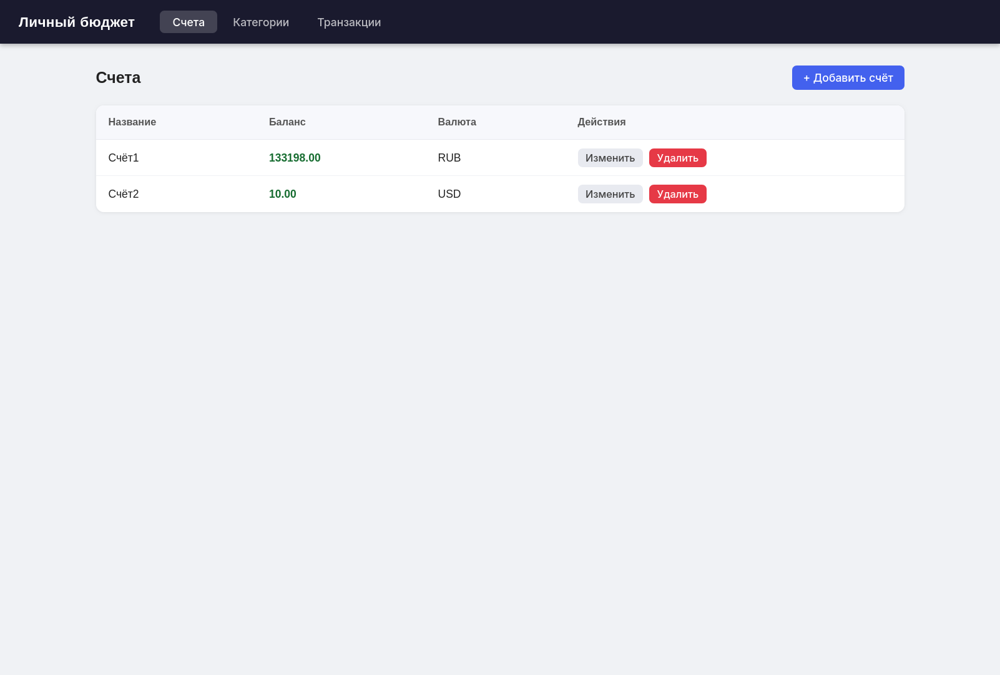 Личный бюджет Счета Категории Транзакции
Счета + Добавить счёт
Название Баланс Валюта Действия
Счёт1 133198.00 RUB Изменить Удалить
Счёт2 10.00 USD Изменить Удалить